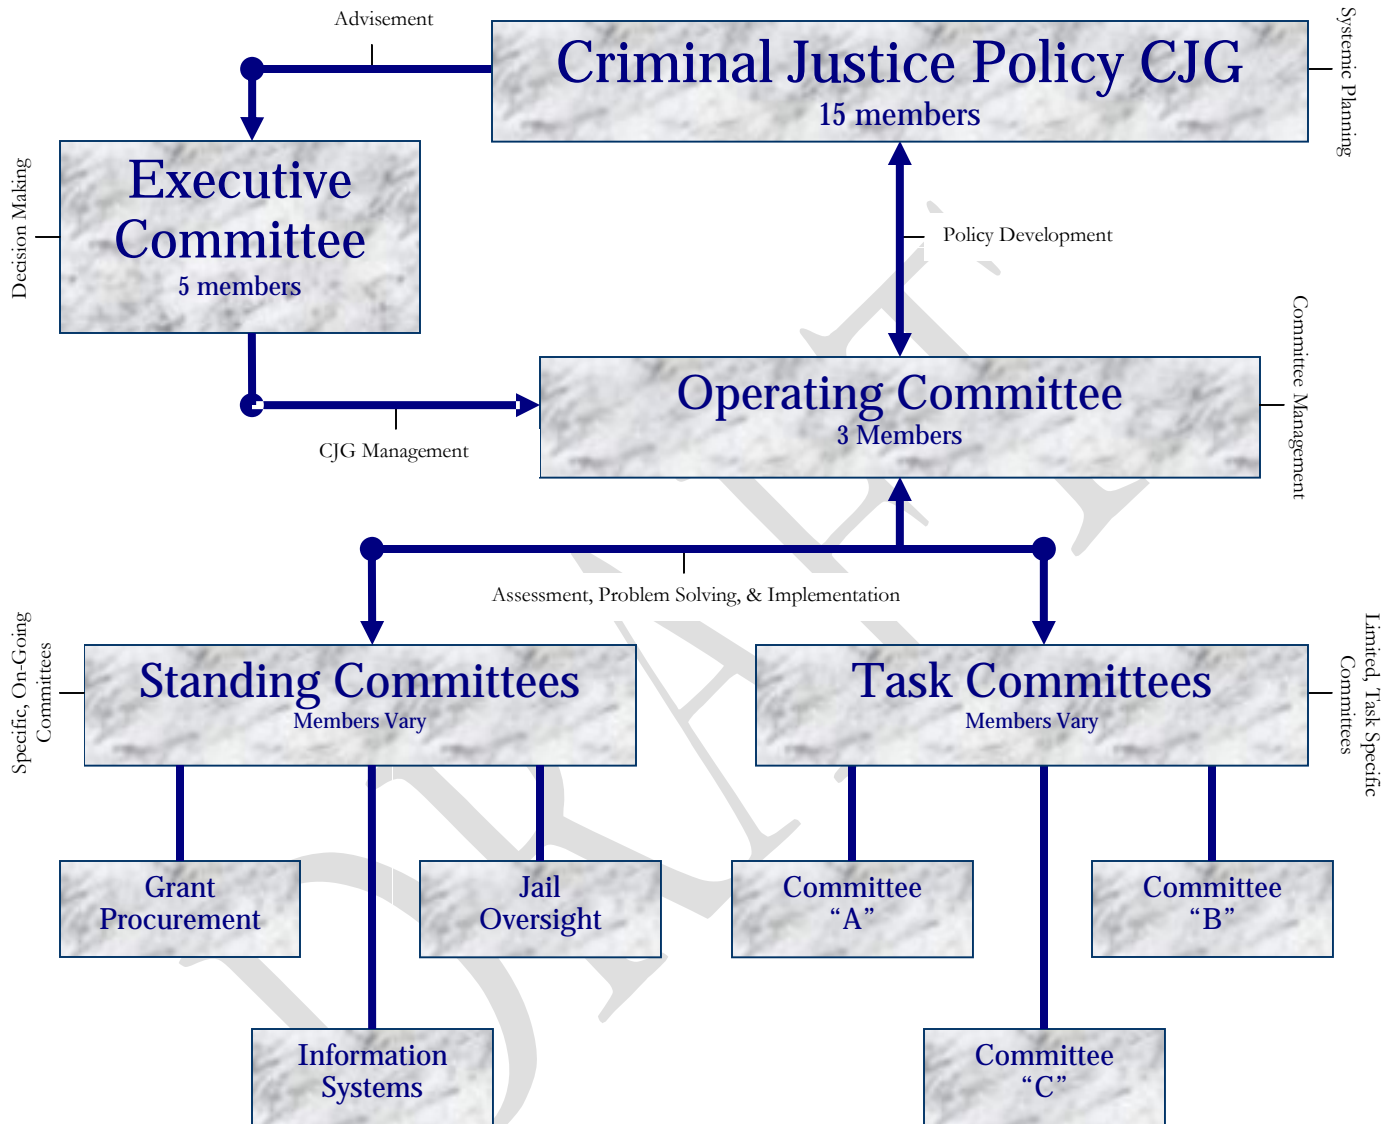 Advisement
Criminal Justice Policy CJG
15 members
Systemic Planning
Executive
Committee
5 members
Decision Making
Policy Development
Operating Committee
3 Members
Committee Management
CJG Management
Assessment, Problem Solving, & Implementation
Specific, On-Going
Committees
Standing Committees
Members Vary
Task Committees
Members Vary
Limited, Task Specific
Committees
Grant
Procurement
Jail
Oversight
Committee
“A”
Committee
“B”
Information
Systems
Committee
“C”
DRAFT